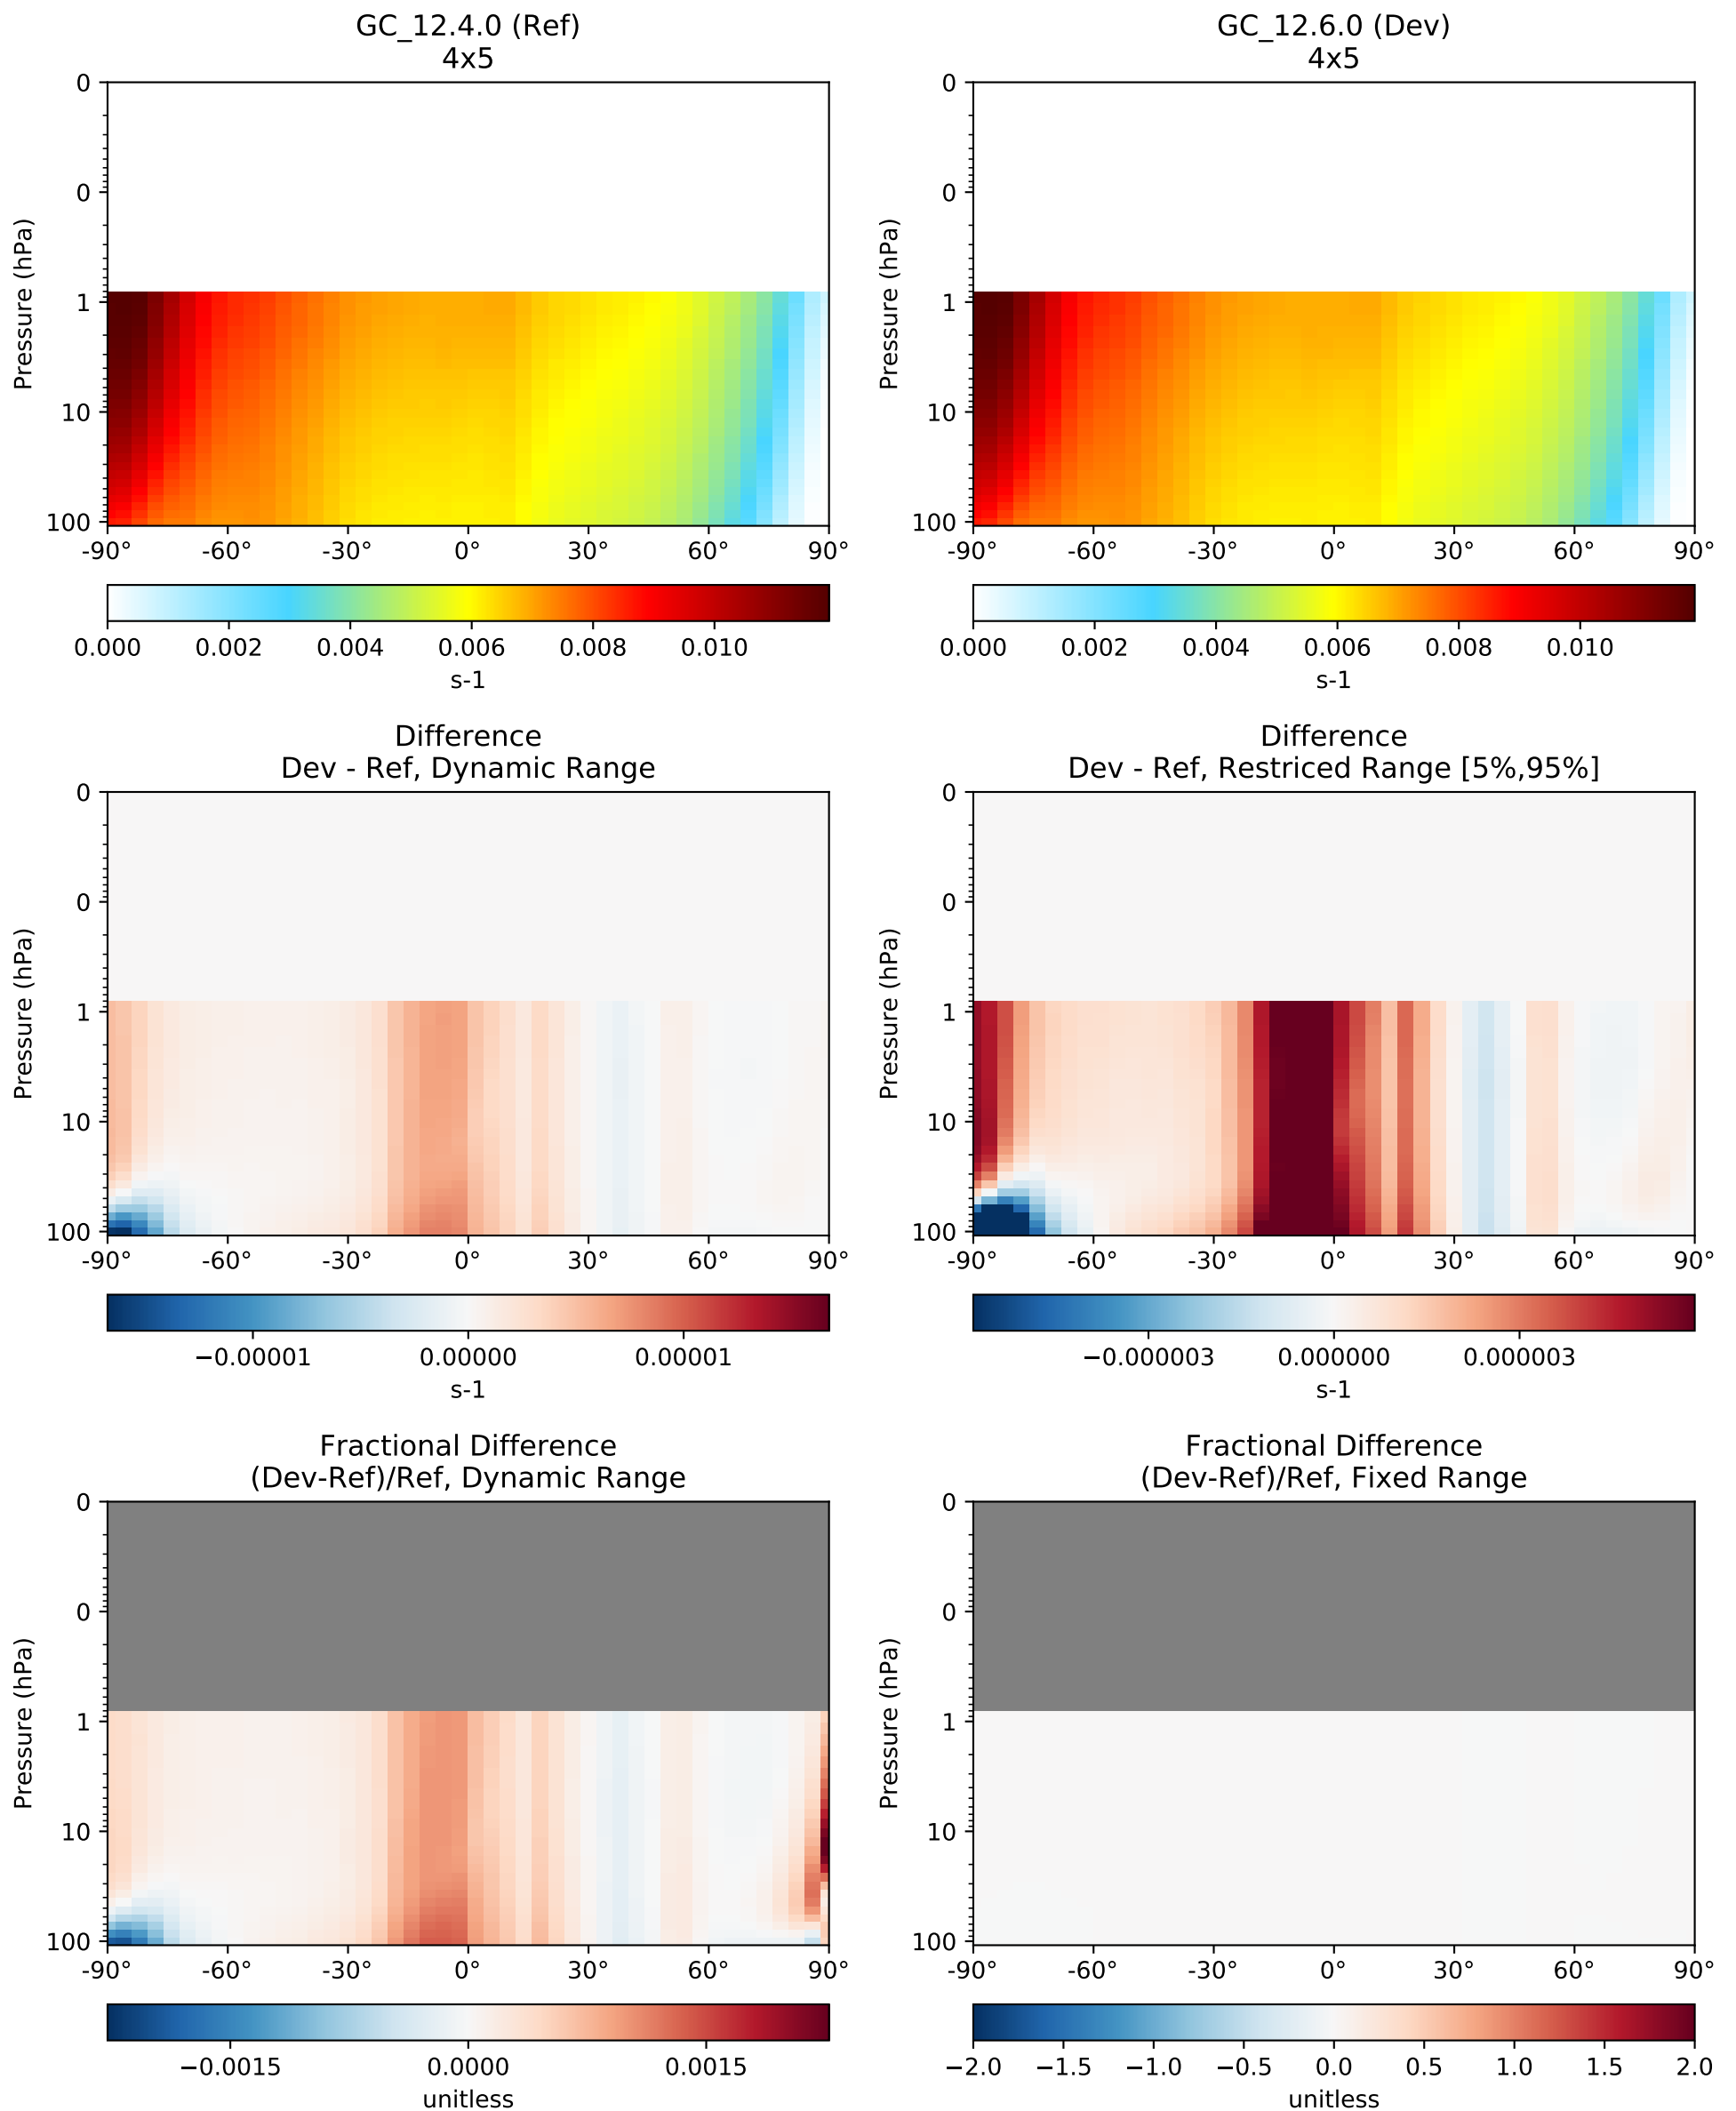 GC_12.4.0 (Ref)
4x5
Pressure (hPa)
0
0
1
10
100
-90° -60° -30° 0° 30° 60° 90°
0.000 0.002 0.004 0.006 0.008 0.010
s-1
GC_12.6.0 (Dev)
4x5
Pressure (hPa)
0
0
1
10
100
-90° -60° -30° 0° 30° 60° 90°
0.000 0.002 0.004 0.006 0.008 0.010
s-1
Difference
Dev - Ref, Dynamic Range
Pressure (hPa)
0
0
1
10
100
-90° -60° -30° 0° 30° 60° 90°
−0.00001 0.00000 0.00001
s-1
Difference
Dev - Ref, Restriced Range [5%,95%]
Pressure (hPa)
0
0
1
10
100
-90° -60° -30° 0° 30° 60° 90°
−0.000003 0.000000 0.000003
s-1
Fractional Difference
(Dev-Ref)/Ref, Dynamic Range
Pressure (hPa)
0
0
1
10
100
-90° -60° -30° 0° 30° 60° 90°
−0.0015 0.0000 0.0015
unitless
Fractional Difference
(Dev-Ref)/Ref, Fixed Range
Pressure (hPa)
0
0
1
10
100
-90° -60° -30° 0° 30° 60° 90°
−2.0 −1.5 −1.0 −0.5 0.0 0.5 1.0 1.5 2.0
unitless